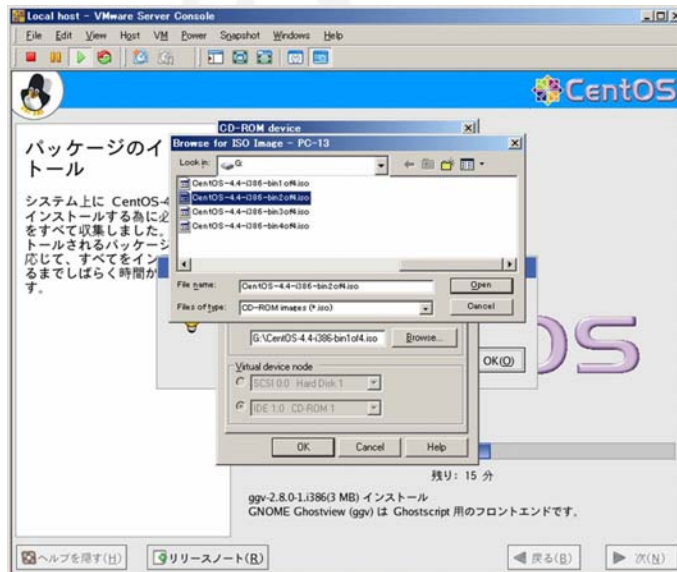 Local host - VMware Server Console
File Edit View Host VM Power Snapshot Windows Help
CentOS
パッケージのイ
トール
システム上に CentOS-4
インストールする為に必
をすべて収集しました。
トールされるパッケージ
応じて、すべてをイン
るまでしばらく時間が
す。
CD-ROM device
Browse for ISO Image - PC-13
Look in: G:
CentOS-4.4-i386-bin1of4.iso
CentOS-4.4-i386-bin2of4.iso
CentOS-4.4-i386-bin3of4.iso
CentOS-4.4-i386-bin4of4.iso
File name: CentOS-4.4-i386-bin2of4.iso Open
Files of type: CD-ROM images (*.iso) Cancel
G:\CentOS-4.4-i386-bin1of4.iso Browse...
OS
OK(O)
Virtual device node
SCSI 0:0 Hard Disk 1
IDE 1:0 CD-ROM 1
OK Cancel Help
残り: 15 分
ggv-2.8.0-1.i386(3 MB) インストール
GNOME Ghostview (ggv) は Ghostscript 用のフロントエンドです。
ヘルプを隠す(H) リリースノート(R) 戻る(B) 次(N)